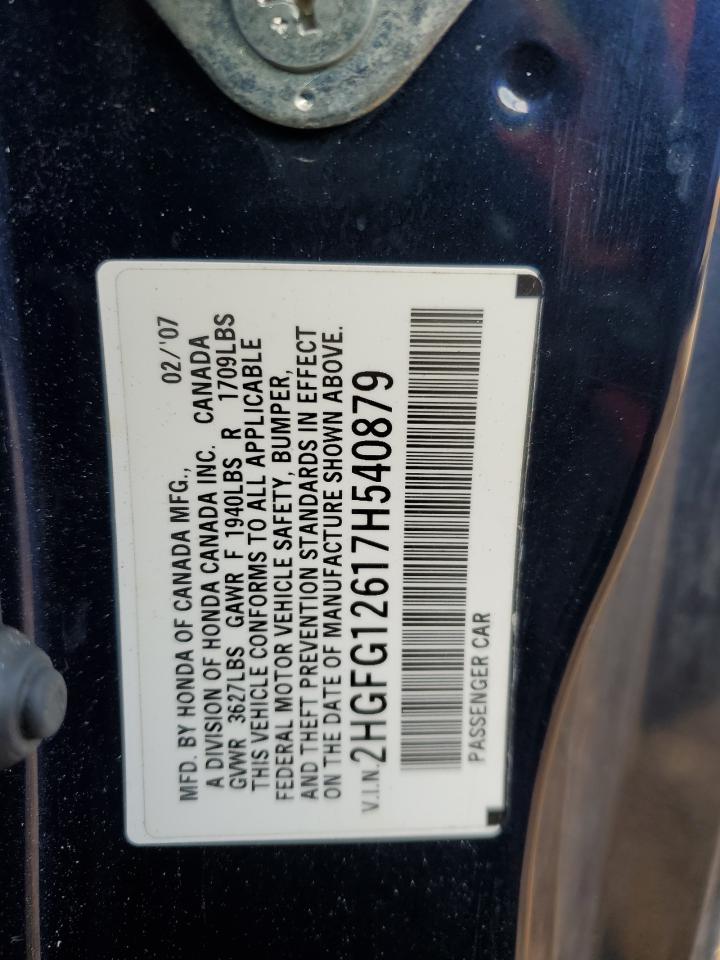 MFD. BY HONDA OF CANADA MFG., 02/'07
A DIVISION OF HONDA CANADA INC. CANADA
GVWR 3627LBS GAWR F 1940LBS R 1709LBS
THIS VEHICLE CONFORMS TO ALL APPLICABLE
FEDERAL MOTOR VEHICLE SAFETY, BUMPER,
AND THEFT PREVENTION STANDARDS IN EFFECT
ON THE DATE OF MANUFACTURE SHOWN ABOVE.
V.I.N. 2HGFG12617H540879
PASSENGER CAR